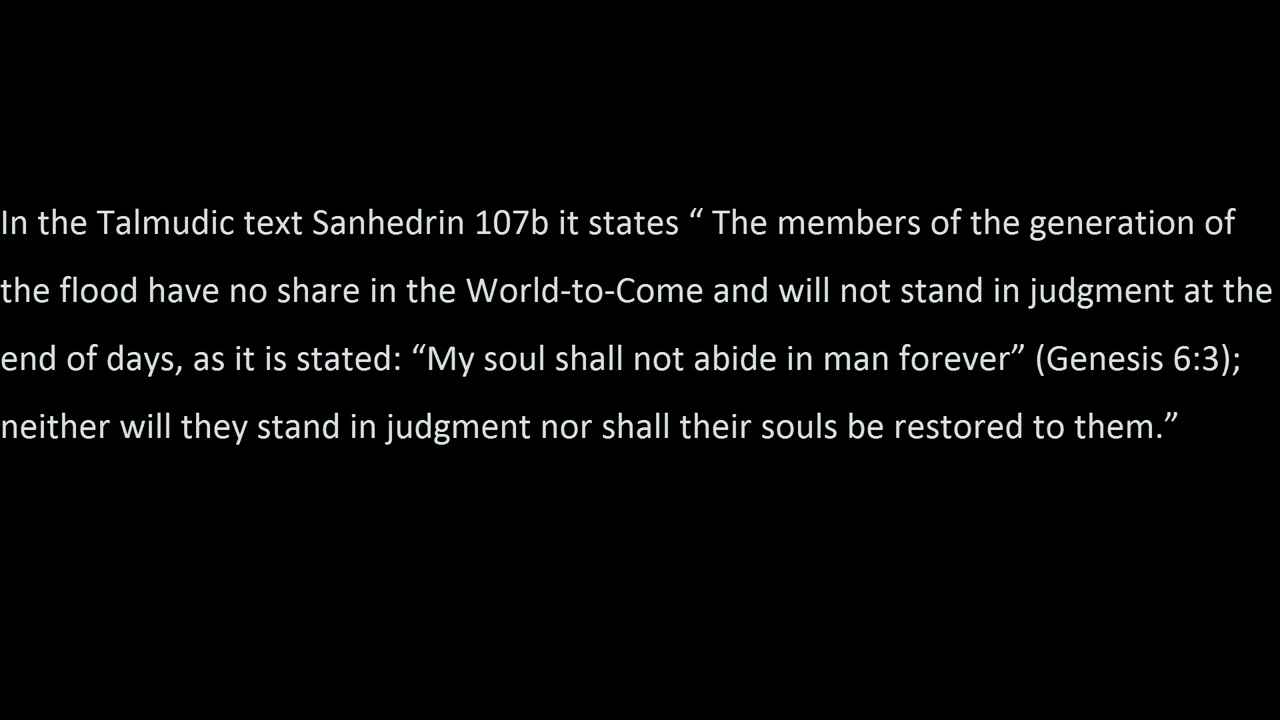 In the Talmudic text Sanhedrin 107b it states “ The members of the generation of
the flood have no share in the World-to-Come and will not stand in judgment at the
end of days, as it is stated: “My soul shall not abide in man forever” (Genesis 6:3);
neither will they stand in judgment nor shall their souls be restored to them.”